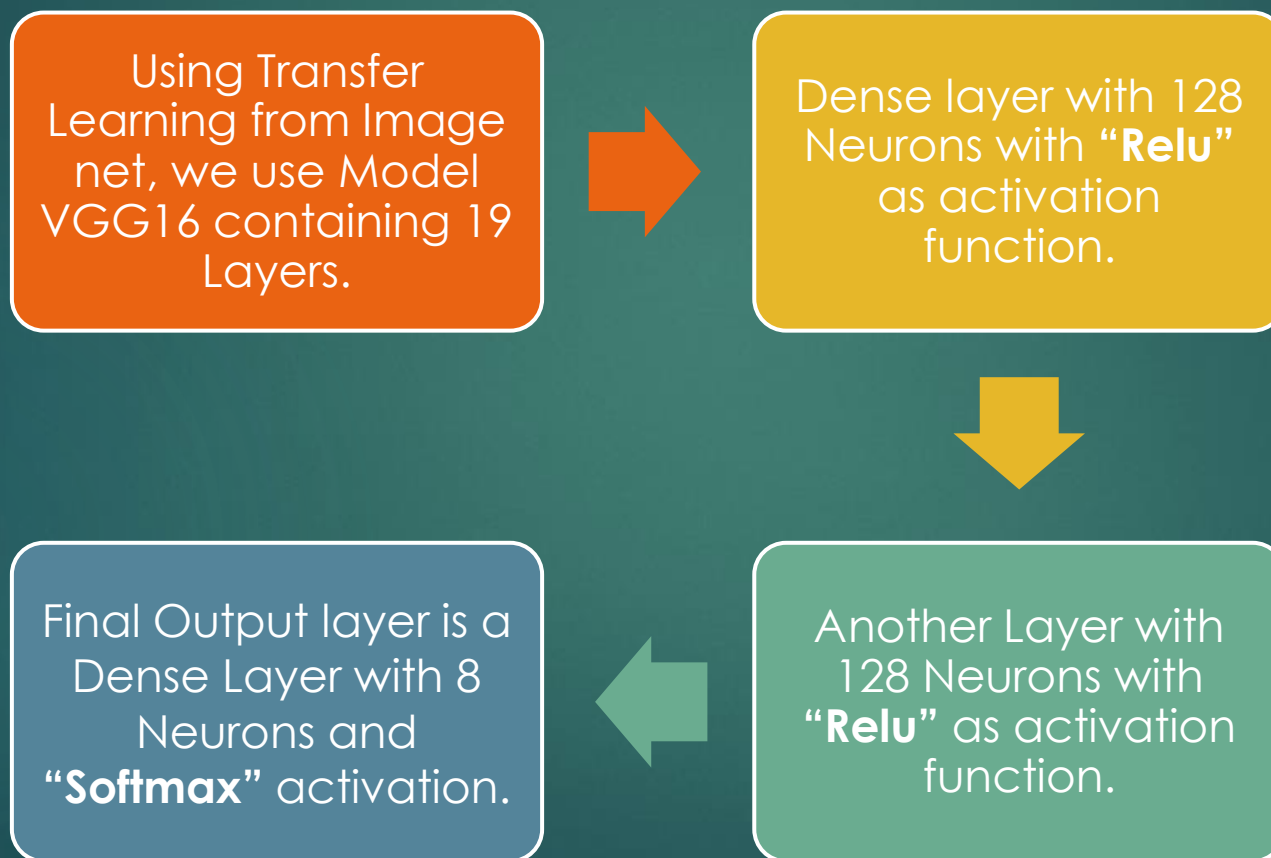 Using Transfer
Learning from Image
net, we use Model
VGG16 containing 19
Layers.
Dense layer with 128
Neurons with “Relu”
as activation
function.
Another Layer with
128 Neurons with
“Relu” as activation
function.
Final Output layer is a
Dense Layer with 8
Neurons and
“Softmax” activation.